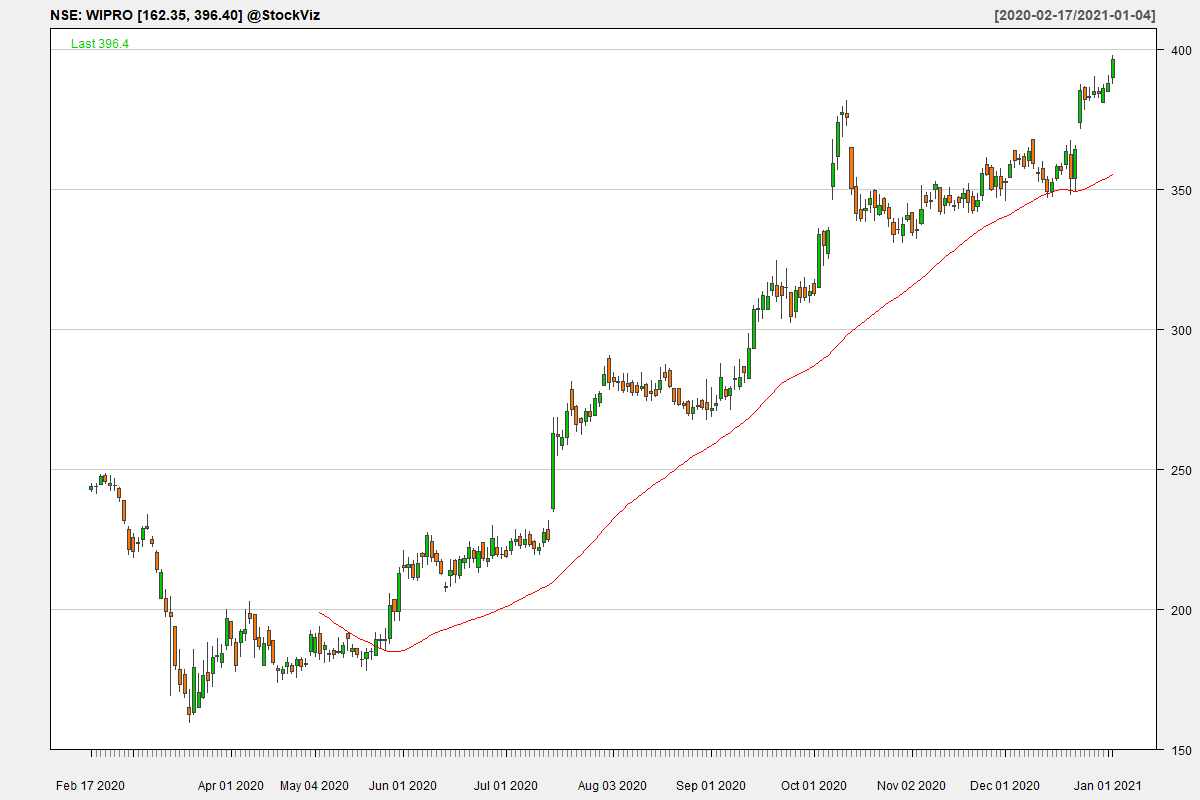 NSE: WIPRO [162.35, 396.40] @StockViz
[2020-02-17/2021-01-04]
Last 396.4
400
350
300
250
200
150
Feb 17 2020
Apr 01 2020
May 04 2020
Jun 01 2020
Jul 01 2020
Aug 03 2020
Sep 01 2020
Oct 01 2020
Nov 02 2020
Dec 01 2020
Jan 01 2021